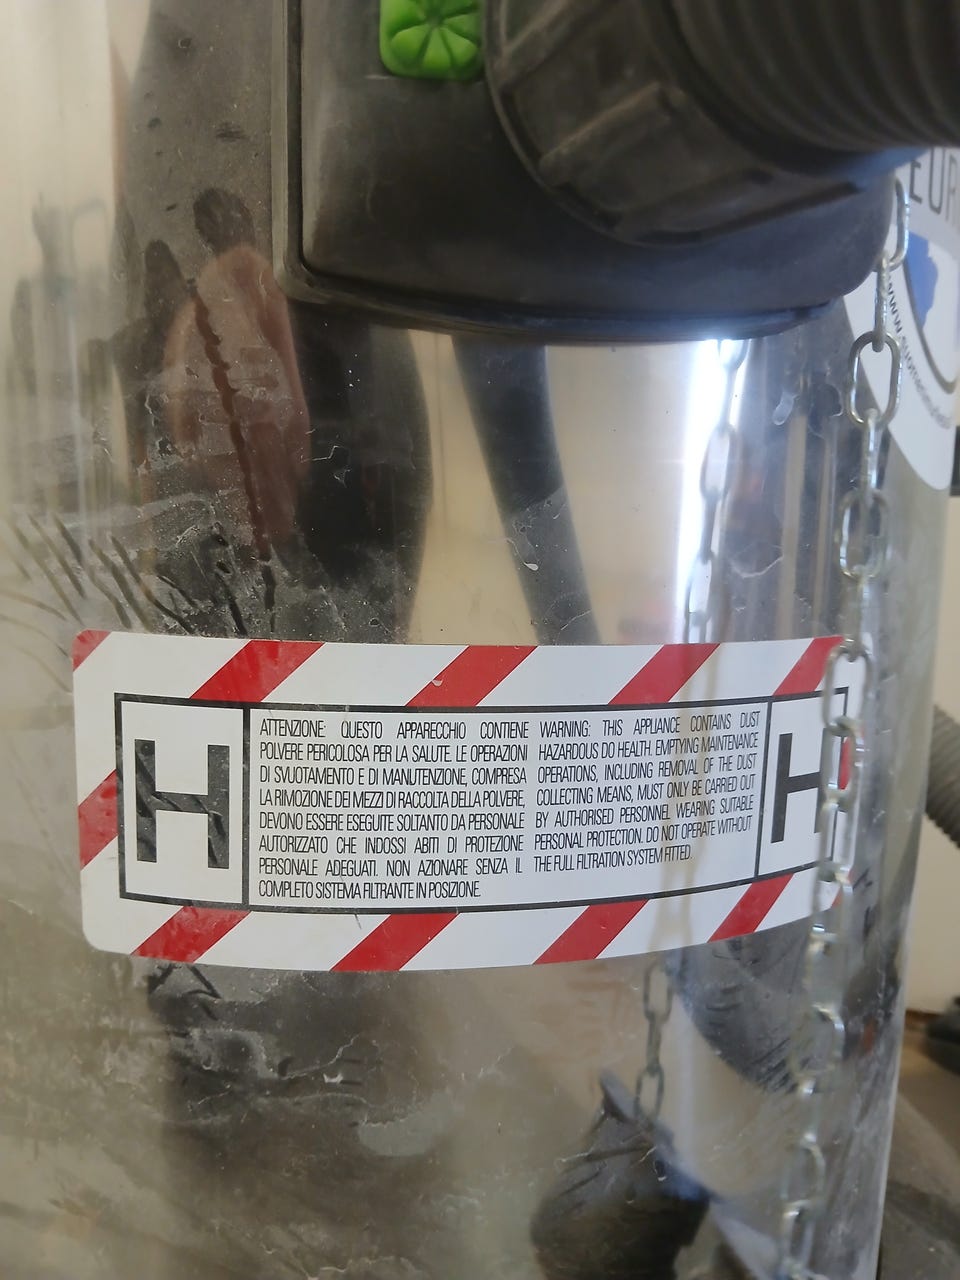 H
ATTENZIONE: QUESTO APPARECCHIO CONTIENE
POLVERE PERICOLOSA PER LA SALUTE. LE OPERAZIONI
DI SVUOTAMENTO E DI MANUTENZIONE, COMPRESA
LA RIMOZIONE DEI MEZZI DI RACCOLTA DELLA POLVERE,
DEVONO ESSERE ESEGUITE SOLTANTO DA PERSONALE
AUTORIZZATO CHE INDOSSI ABITI DI PROTEZIONE
PERSONALE ADEGUATI. NON AZIONARE SENZA IL
COMPLETO SISTEMA FILTRANTE IN POSIZIONE.
WARNING: THIS APPLIANCE CONTAINS DUST
HAZARDOUS DO HEALTH. EMPTYING MAINTENANCE
OPERATIONS, INCLUDING REMOVAL OF THE DUST
COLLECTING MEANS, MUST ONLY BE CARRIED OUT
BY AUTHORISED PERSONNEL WEARING SUITABLE
PERSONAL PROTECTION. DO NOT OPERATE WITHOUT
THE FULL FILTRATION SYSTEM FITTED.
H